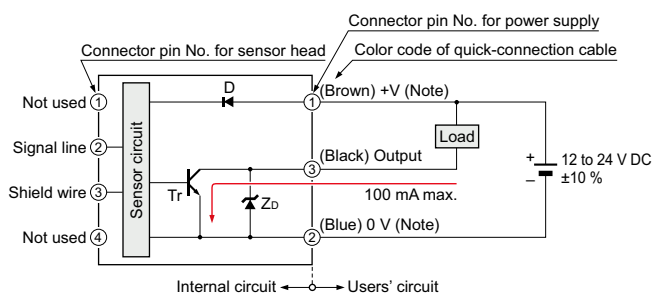 Connector pin No. for power supply
Connector pin No. for sensor head
Color code of quick-connection cable
D
Not used 1
1 (Brown) +V (Note)
Load
Signal line 2
Sensor circuit
3 (Black) Output
+
12 to 24 V DC
−
±10 %
Shield wire 3
Tr
ZD
100 mA max.
Not used 4
2 (Blue) 0 V (Note)
Internal circuit
Users' circuit